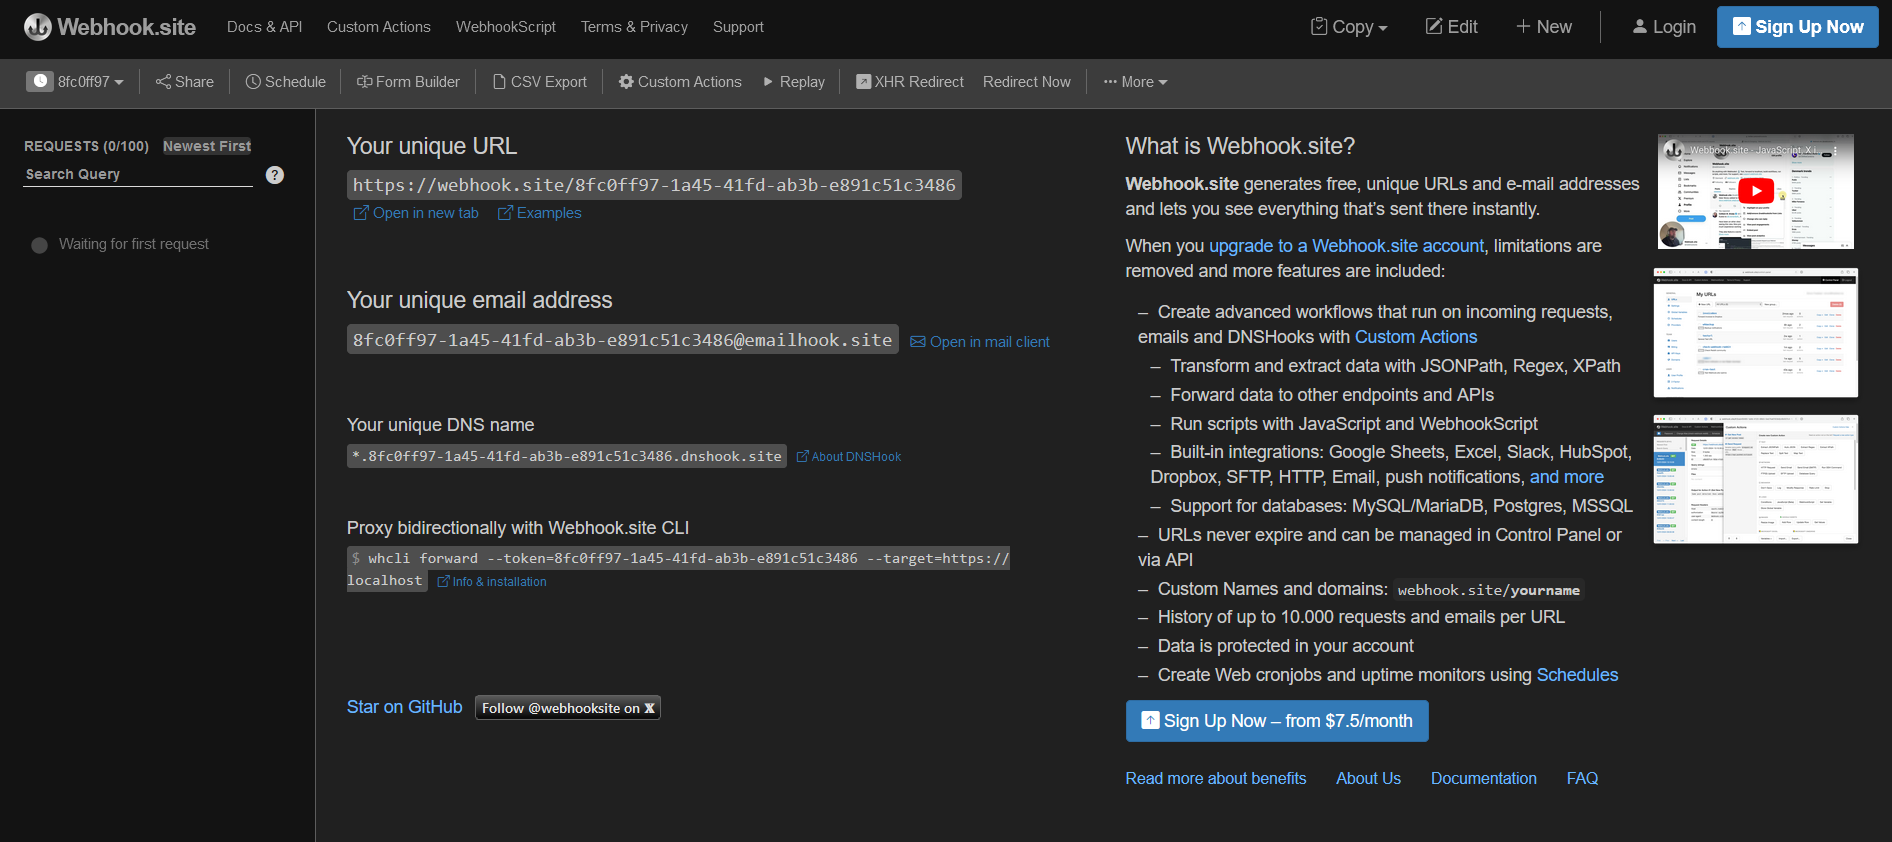 Webhook.site
Docs & API
Custom Actions
WebhookScript
Terms & Privacy
Support
Copy
Edit
New
Login
Sign Up Now
8fc0ff97
Share
Schedule
Form Builder
CSV Export
Custom Actions
Replay
XHR Redirect
Redirect Now
More
REQUESTS (0/100) Newest First
Search Query
?
Waiting for first request
Your unique URL
https://webhook.site/8fc0ff97-1a45-41fd-ab3b-e891c51c3486
Open in new tab
Examples
Your unique email address
8fc0ff97-1a45-41fd-ab3b-e891c51c3486@emailhook.site
Open in mail client
Your unique DNS name
*.8fc0ff97-1a45-41fd-ab3b-e891c51c3486.dnshook.site
About DNSHook
Proxy bidirectionally with Webhook.site CLI
$ whcli forward --token=8fc0ff97-1a45-41fd-ab3b-e891c51c3486 --target=https://
localhost
Info & installation
Star on GitHub
Follow @webhooksite on X
What is Webhook.site?
Webhook.site generates free, unique URLs and e-mail addresses
and lets you see everything that's sent there instantly.
When you upgrade to a Webhook.site account, limitations are
removed and more features are included:
– Create advanced workflows that run on incoming requests,
emails and DNSHooks with Custom Actions
– Transform and extract data with JSONPath, Regex, XPath
– Forward data to other endpoints and APIs
– Run scripts with JavaScript and WebhookScript
– Built-in integrations: Google Sheets, Excel, Slack, HubSpot,
Dropbox, SFTP, HTTP, Email, push notifications, and more
– Support for databases: MySQL/MariaDB, Postgres, MSSQL
– URLs never expire and can be managed in Control Panel or
via API
– Custom Names and domains: webhook.site/yourname
– History of up to 10.000 requests and emails per URL
– Data is protected in your account
– Create Web cronjobs and uptime monitors using Schedules
Sign Up Now – from $7.5/month
Read more about benefits
About Us
Documentation
FAQ
Webhook.site - JavaScript, X i...
My URLs
Custom Actions